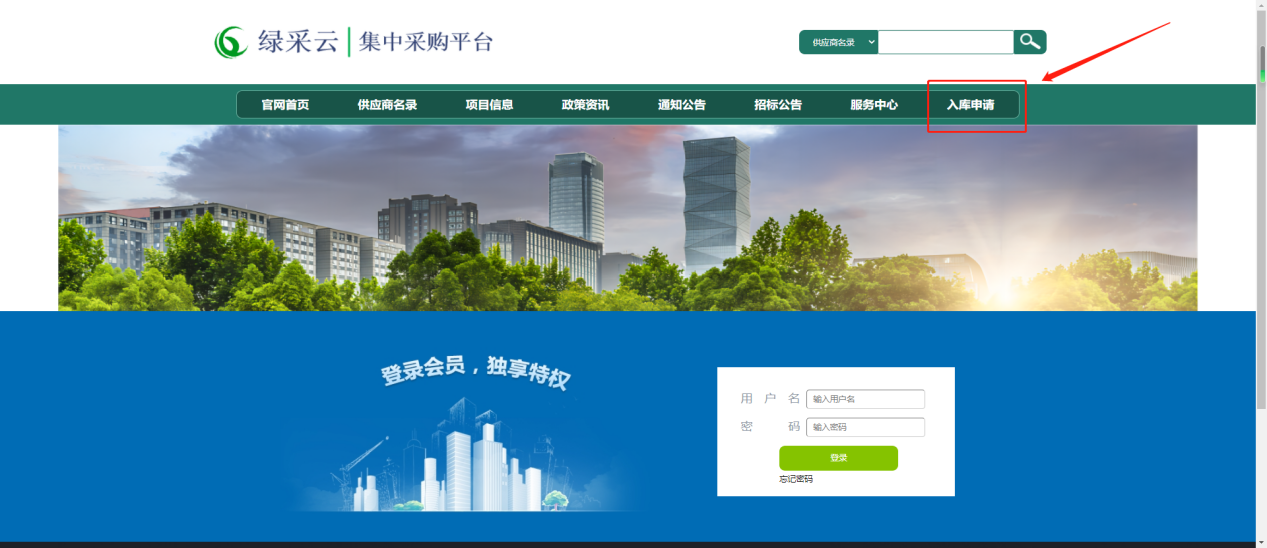 绿采云 集中采购平台
供应商名录
官网首页 供应商名录 项目信息 政策资讯 通知公告 招标公告 服务中心 入库申请
登录会员，独享特权
用户名 输入用户名
密码 输入密码
登录
忘记密码